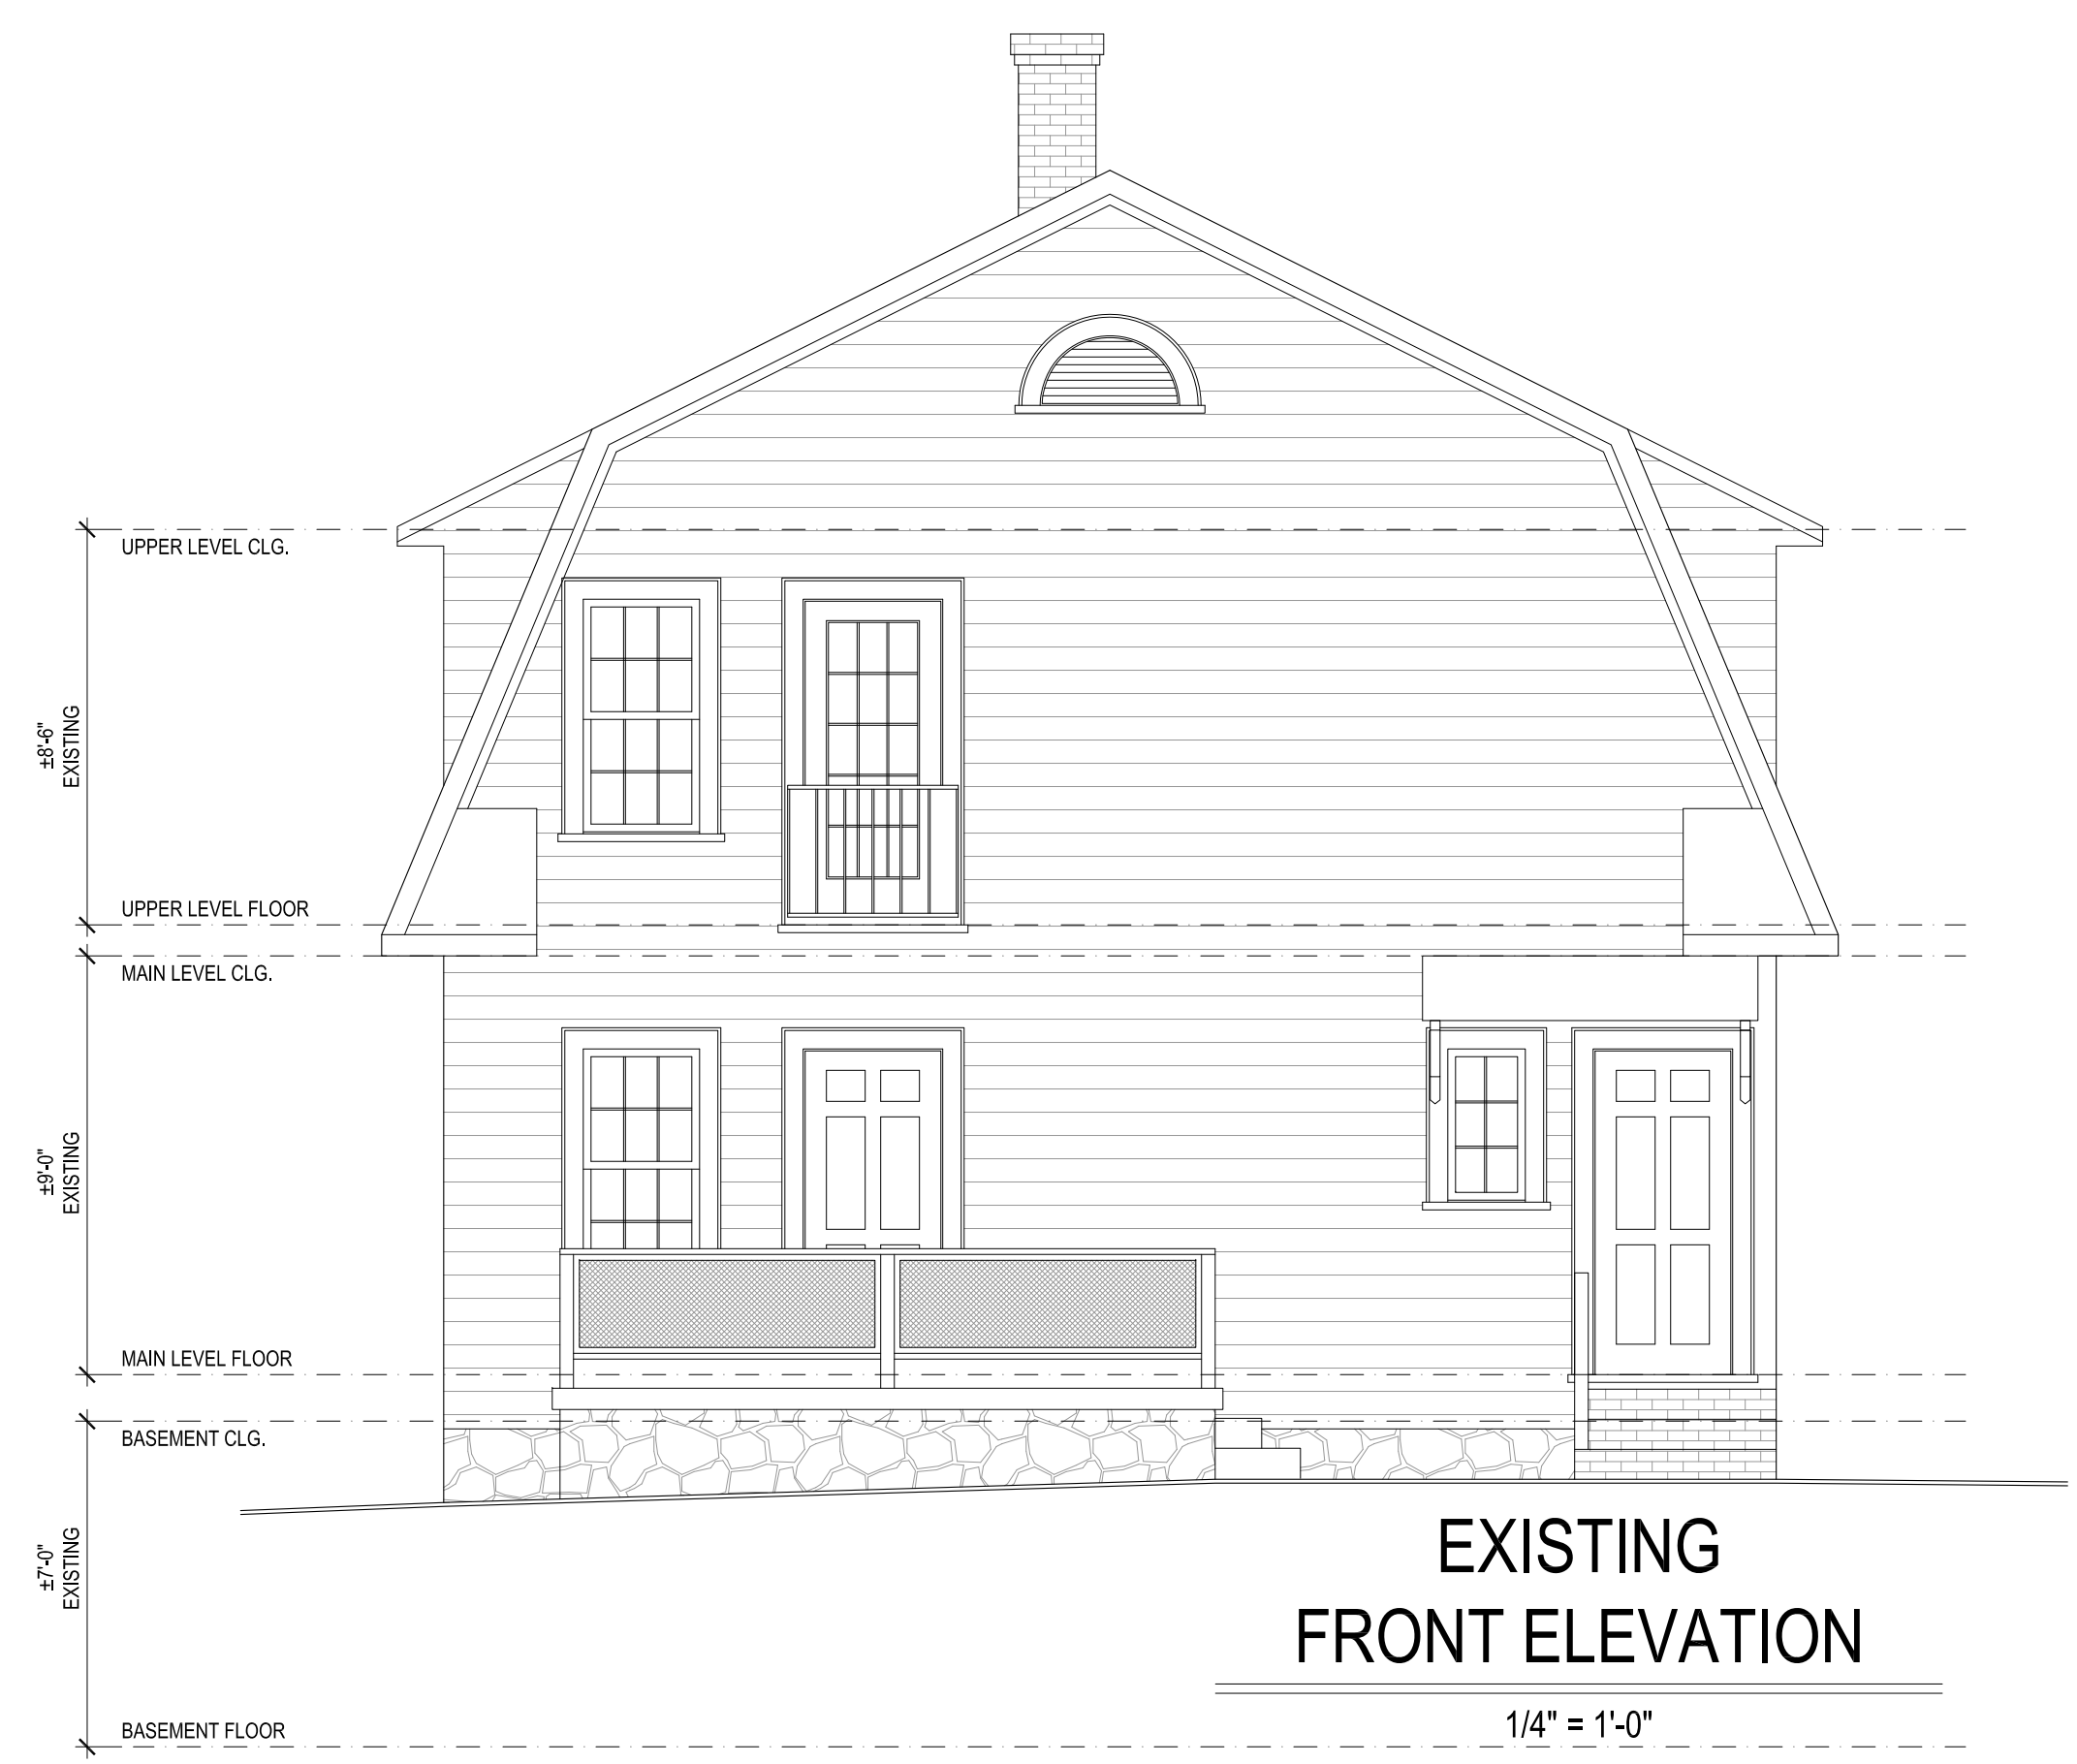 UPPER LEVEL CLG.
±8'-6"
EXISTING
UPPER LEVEL FLOOR
MAIN LEVEL CLG.
±9'-0"
EXISTING
MAIN LEVEL FLOOR
BASEMENT CLG.
±7'-0"
EXISTING
BASEMENT FLOOR
EXISTING
FRONT ELEVATION
1/4" = 1'-0"